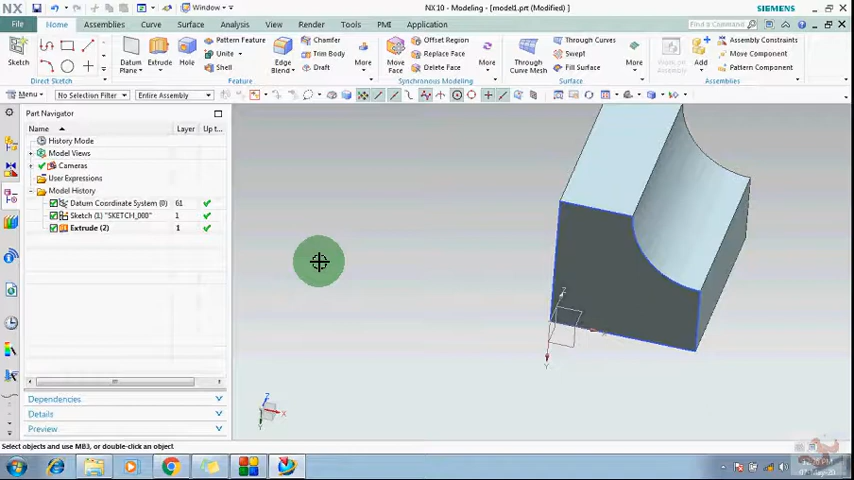 NX Window NX 10 - Modeling - [model1.prt (Modified) ] SIEMENS
File Home Assemblies Curve Surface Analysis View Render Tools PMI Application
Sketch Datum Plane Extrude Hole Pattern Feature Unite Shell Edge Blend Chamfer Trim Body Draft More Move Face Offset Region Replace Face Delete Face More Through Curve Mesh Through Curves Swept Fill Surface More Work on Assembly Add Assembly Constraints Move Component Pattern Component
Direct Sketch Feature Synchronous Modeling Surface Assemblies
Menu No Selection Filter Entire Assembly
Part Navigator
Name Layer Up t...
History Mode
Model Views
Cameras
User Expressions
Model History
Datum Coordinate System (0) 61
Sketch (1) "SKETCH_000" 1
Extrude (2) 1
Z
Y
Z
X
Y
Dependencies
Details
Preview
Select objects and use MB3, or double-click an object.